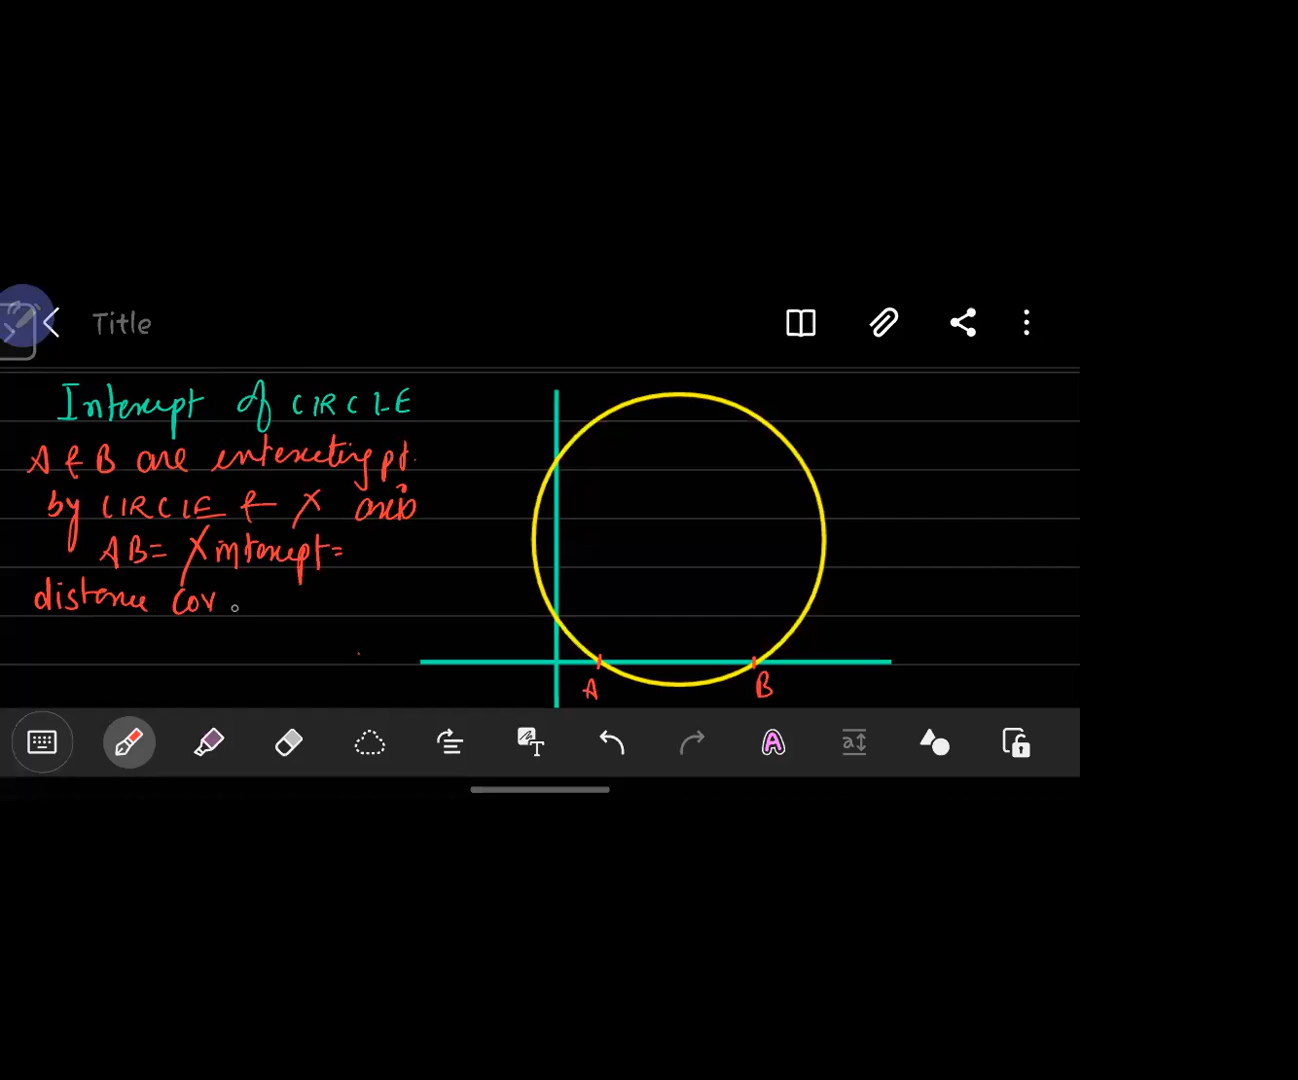 Title
Intercept of CIRCLE
A & B are intersecting pt.
by CIRCLE & X axis
AB = X intercept =
distance cov
A
B